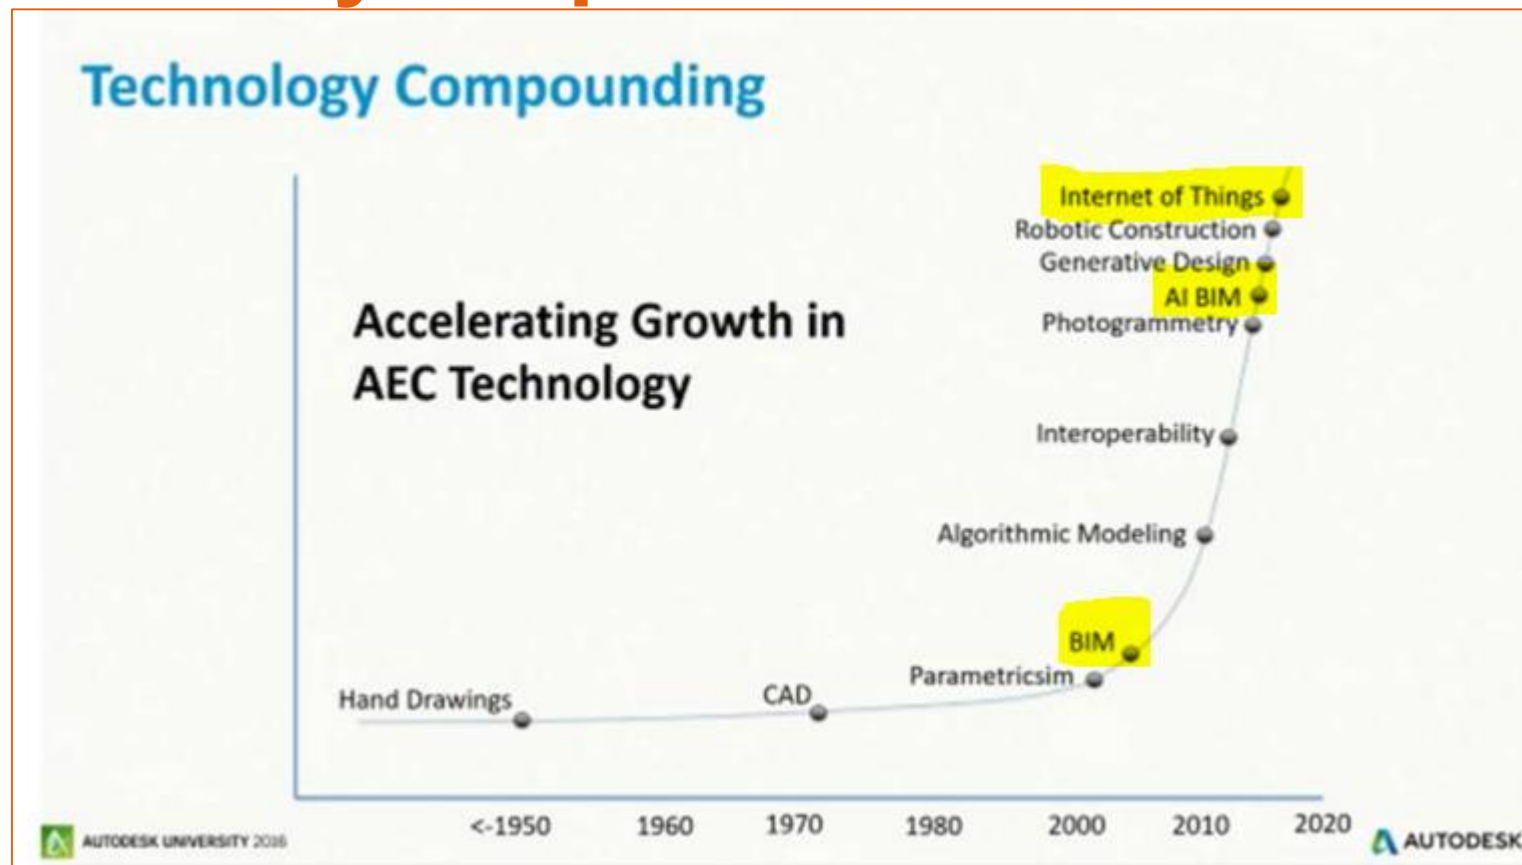 Technology Compounding
Internet of Things
Robotic Construction
Generative Design
AI BIM
Photogrammetry
Accelerating Growth in
AEC Technology
Interoperability
Algorithmic Modeling
BIM
Parametricsim
Hand Drawings
CAD
<-1950 1960 1970 1980 2000 2010 2020
AUTODESK UNIVERSITY 2016
AUTODESK